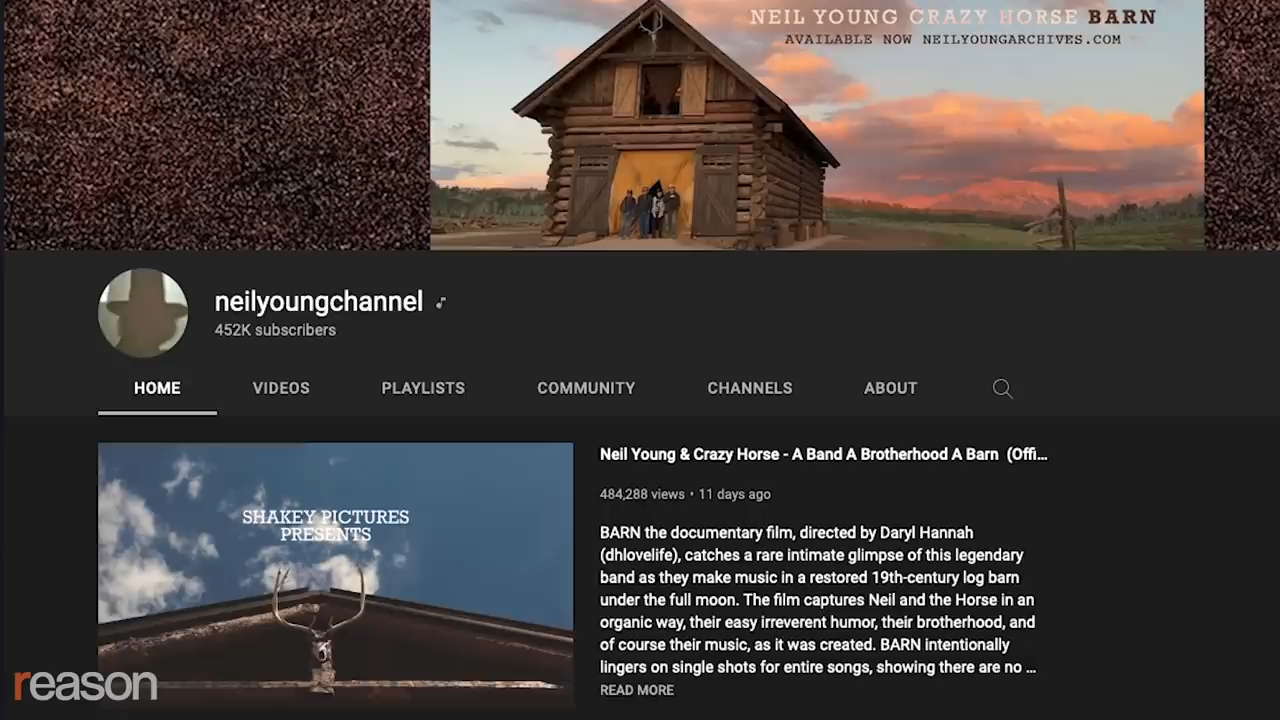 NEIL YOUNG CRAZY HORSE BARN
AVAILABLE NOW NEILYOUNGARCHIVES.COM
neilyoungchannel
452K subscribers
HOME VIDEOS PLAYLISTS COMMUNITY CHANNELS ABOUT
SHAKEY PICTURES
PRESENTS
Neil Young & Crazy Horse - A Band A Brotherhood A Barn (Offi...
484,288 views • 11 days ago
BARN the documentary film, directed by Daryl Hannah
(dhlovelife), catches a rare intimate glimpse of this legendary
band as they make music in a restored 19th-century log barn
under the full moon. The film captures Neil and the Horse in an
organic way, their easy irreverent humor, their brotherhood, and
of course their music, as it was created. BARN intentionally
lingers on single shots for entire songs, showing there are no ...
READ MORE
reason